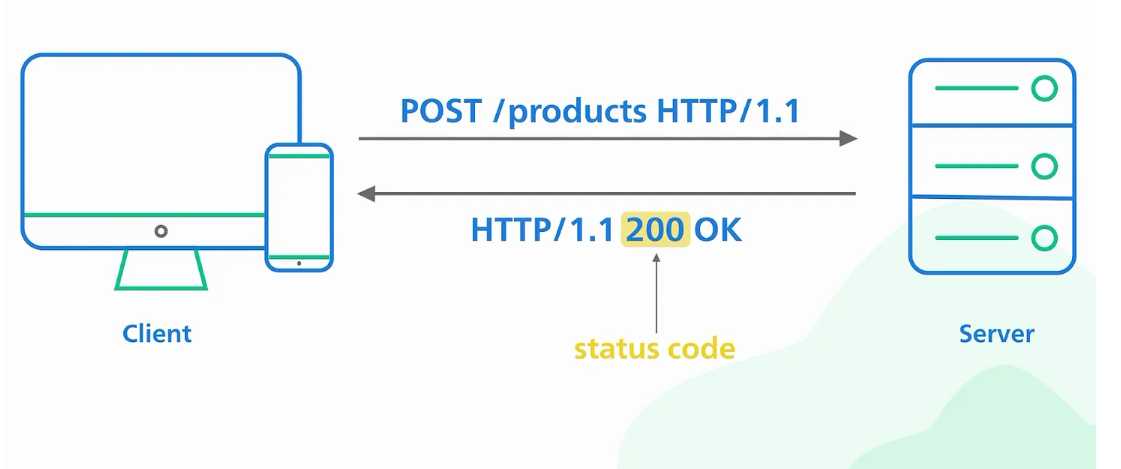 POST /products HTTP/1.1
HTTP/1.1 200 OK
status code
Client
Server